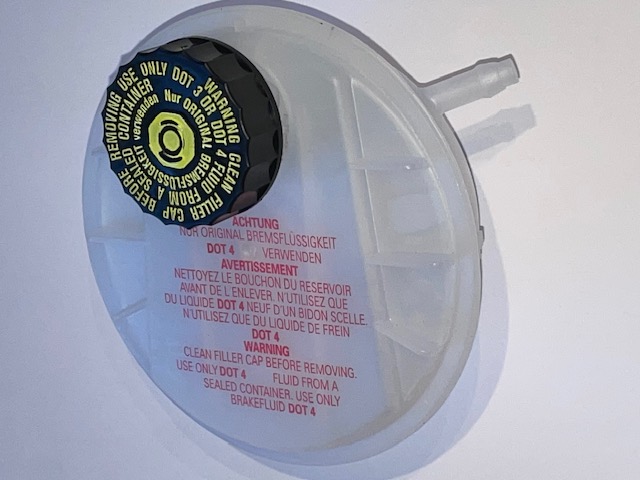 WARNING CLEAN FILLER CAP BEFORE REMOVING USE ONLY DOT 3 OR DOT 4 FLUID FROM A SEALED CONTAINER
Nur ORIGINAL BREMSFLÜSSIGKEIT verwenden
ACHTUNG
NUR ORIGINAL BREMSFLÜSSIGKEIT
DOT 4 VERWENDEN
AVERTISSEMENT
NETTOYEZ LE BOUCHON DU RESERVOIR
AVANT DE L'ENLEVER. N'UTILISEZ QUE
DU LIQUIDE DOT 4 NEUF D'UN BIDON SCELLE.
N'UTILISEZ QUE DU LIQUIDE DE FREIN
DOT 4
WARNING
CLEAN FILLER CAP BEFORE REMOVING.
USE ONLY DOT 4 FLUID FROM A
SEALED CONTAINER. USE ONLY
BRAKEFLUID DOT 4